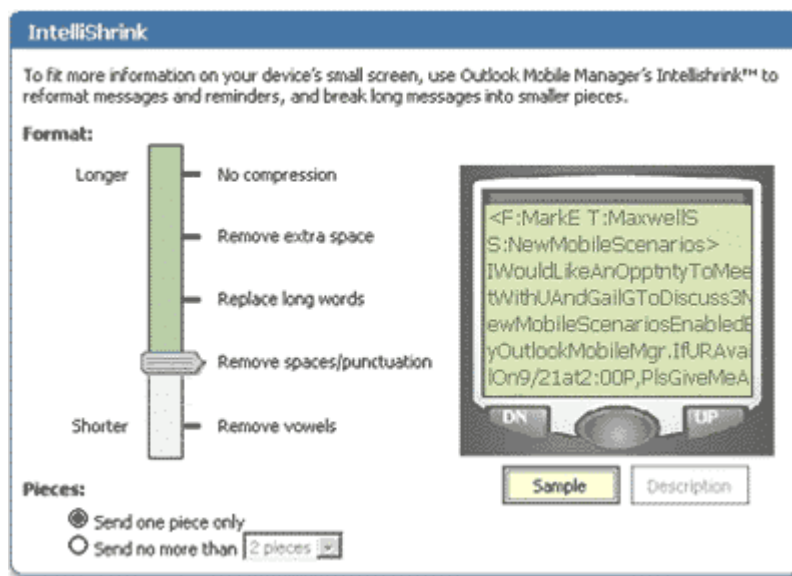 IntelliShrink
To fit more information on your device's small screen, use Outlook Mobile Manager's Intellishrink™ to
reformat messages and reminders, and break long messages into smaller pieces.
Format:
Longer
No compression
Remove extra space
Replace long words
Remove spaces/punctuation
Shorter
Remove vowels
<F:MarkE T:MaxwellS
S:NewMobileScenarios>
IWouldLikeAnOpptntyToMee
tWithUAndGailGToDiscuss3N
ewMobileScenariosEnabledB
yOutlookMobileMgr.IfURAvai
lOn9/21at2:00P,PlsGiveMeA
DN
UP
Sample
Description
Pieces:
Send one piece only
Send no more than 2 pieces